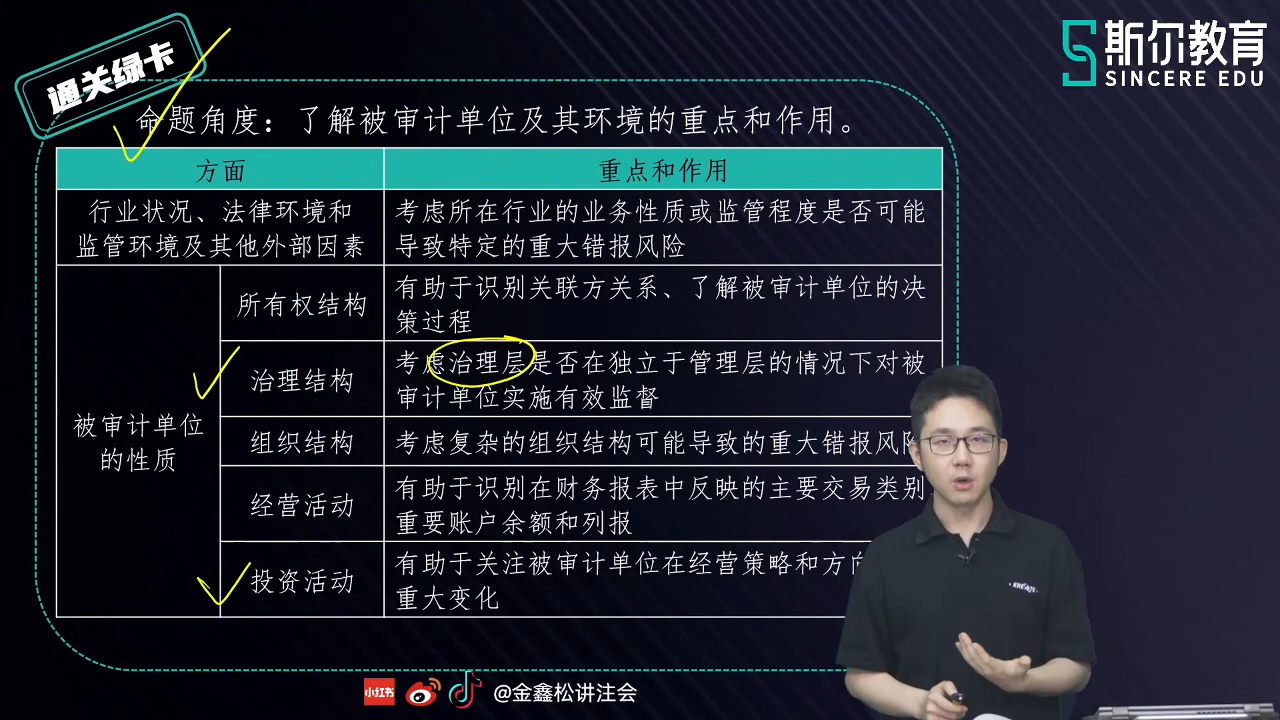 通关绿卡
斯尔教育
SINCERE EDU
命题角度：了解被审计单位及其环境的重点和作用。
方面
重点和作用
行业状况、法律环境和
监管环境及其他外部因素
考虑所在行业的业务性质或监管程度是否可能
导致特定的重大错报风险
被审计单位
的性质
所有权结构
有助于识别关联方关系、了解被审计单位的决
策过程
治理结构
考虑治理层是否在独立于管理层的情况下对被
审计单位实施有效监督
组织结构
考虑复杂的组织结构可能导致的重大错报风
经营活动
有助于识别在财务报表中反映的主要交易类别
重要账户余额和列报
投资活动
有助于关注被审计单位在经营策略和方向
重大变化
小红书
@金鑫松讲注会